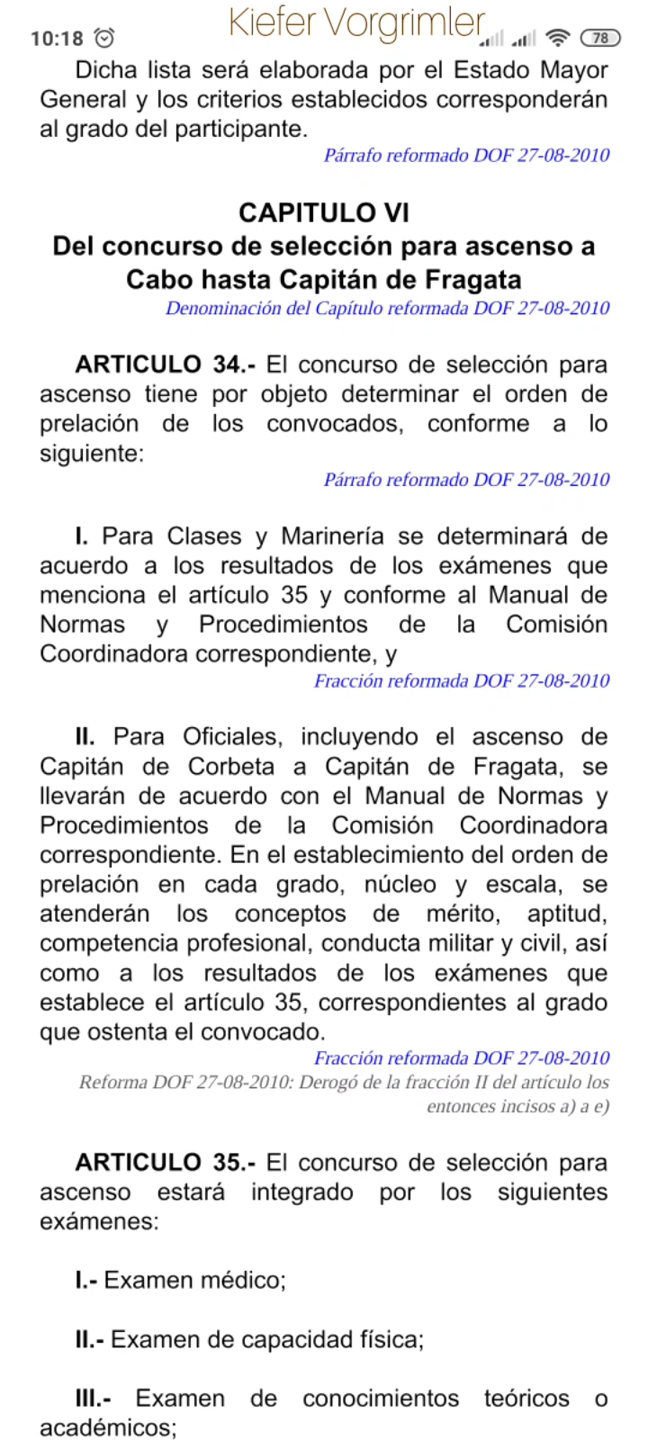 Kiefer Vorgrimler
10:18
78
Dicha lista será elaborada por el Estado Mayor
General y los criterios establecidos corresponderán
al grado del participante.
Párrafo reformado DOF 27-08-2010
CAPITULO VI
Del concurso de selección para ascenso a
Cabo hasta Capitán de Fragata
Denominación del Capítulo reformada DOF 27-08-2010
ARTICULO 34.- El concurso de selección para
ascenso tiene por objeto determinar el orden de
prelación de los convocados, conforme a lo
siguiente:
Párrafo reformado DOF 27-08-2010
I. Para Clases y Marinería se determinará de
acuerdo a los resultados de los exámenes que
menciona el artículo 35 y conforme al Manual de
Normas y Procedimientos de la Comisión
Coordinadora correspondiente, y
Fracción reformada DOF 27-08-2010
II. Para Oficiales, incluyendo el ascenso de
Capitán de Corbeta a Capitán de Fragata, se
llevarán de acuerdo con el Manual de Normas y
Procedimientos de la Comisión Coordinadora
correspondiente. En el establecimiento del orden de
prelación en cada grado, núcleo y escala, se
atenderán los conceptos de mérito, aptitud,
competencia profesional, conducta militar y civil, así
como a los resultados de los exámenes que
establece el artículo 35, correspondientes al grado
que ostenta el convocado.
Fracción reformada DOF 27-08-2010
Reforma DOF 27-08-2010: Derogó de la fracción II del artículo los
entonces incisos a) a e)
ARTICULO 35.- El concurso de selección para
ascenso estará integrado por los siguientes
exámenes:
I.- Examen médico;
II.- Examen de capacidad física;
III.- Examen de conocimientos teóricos o
académicos;